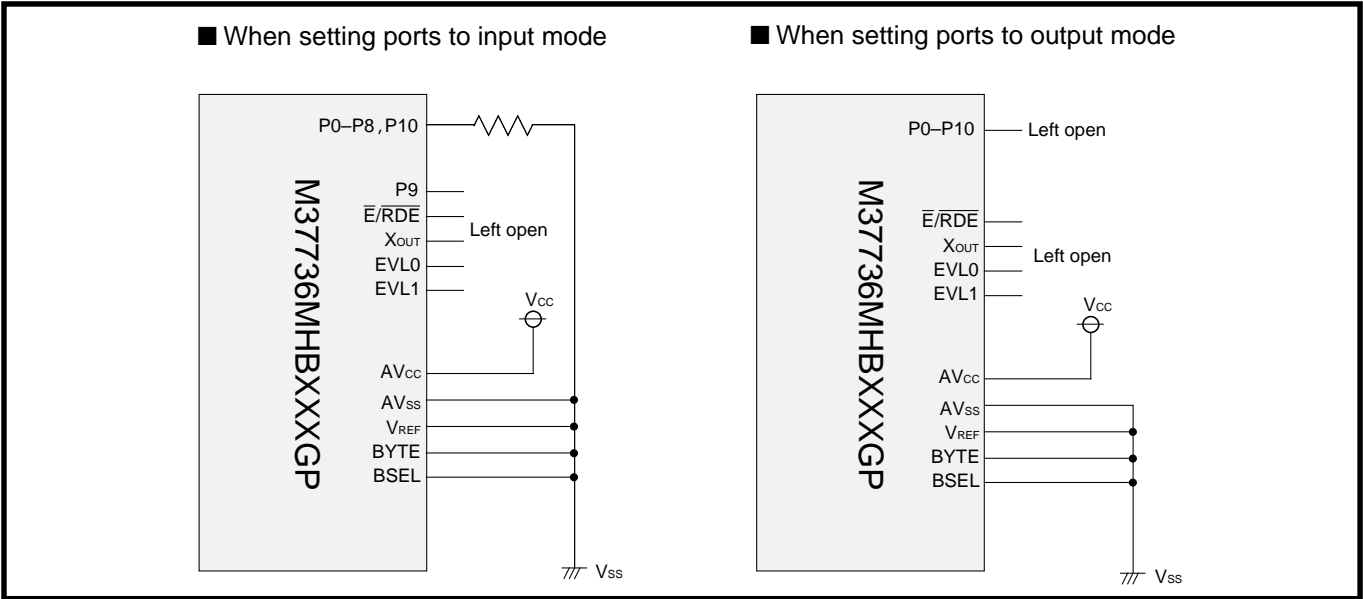 ■ When setting ports to input mode
P0–P8, P10
P9
E/RDE
XOUT
Left open
EVL0
EVL1
VCC
AVCC
AVSS
VREF
BYTE
BSEL
VSS
M37736MHBXXXGP
■ When setting ports to output mode
P0–P10
Left open
E/RDE
XOUT
Left open
EVL0
EVL1
VCC
AVCC
AVSS
VREF
BYTE
BSEL
VSS
M37736MHBXXXGP